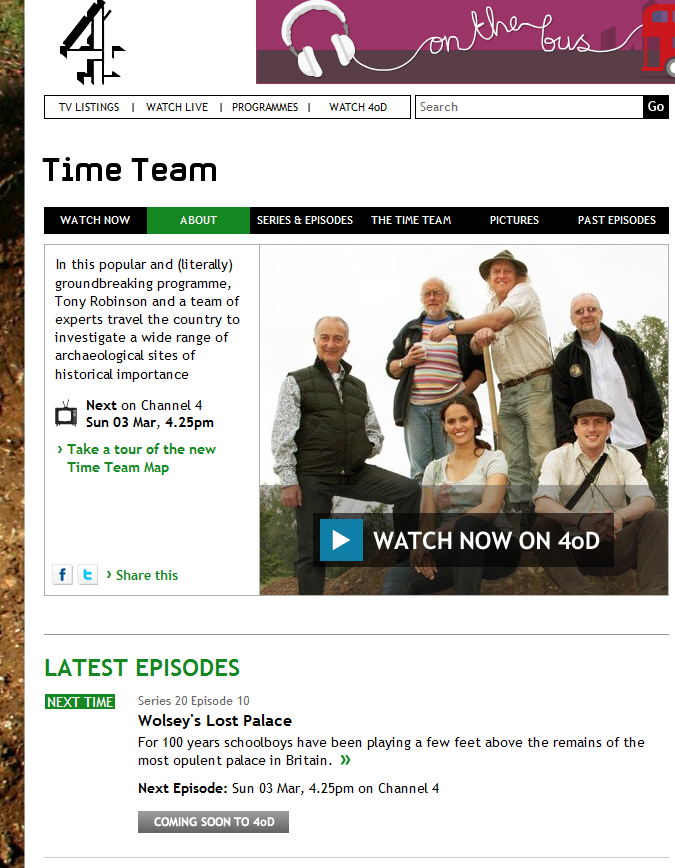 4
on the bus
TV LISTINGS | WATCH LIVE | PROGRAMMES | WATCH 4oD
Search Go
Time Team
WATCH NOW ABOUT SERIES & EPISODES THE TIME TEAM PICTURES PAST EPISODES
In this popular and (literally)
groundbreaking programme,
Tony Robinson and a team of
experts travel the country to
investigate a wide range of
archaeological sites of
historical importance
Next on Channel 4
Sun 03 Mar, 4.25pm
› Take a tour of the new
Time Team Map
f t › Share this
WATCH NOW ON 4oD
LATEST EPISODES
NEXT TIME Series 20 Episode 10
Wolsey's Lost Palace
For 100 years schoolboys have been playing a few feet above the remains of the
most opulent palace in Britain. »
Next Episode: Sun 03 Mar, 4.25pm on Channel 4
COMING SOON TO 4oD